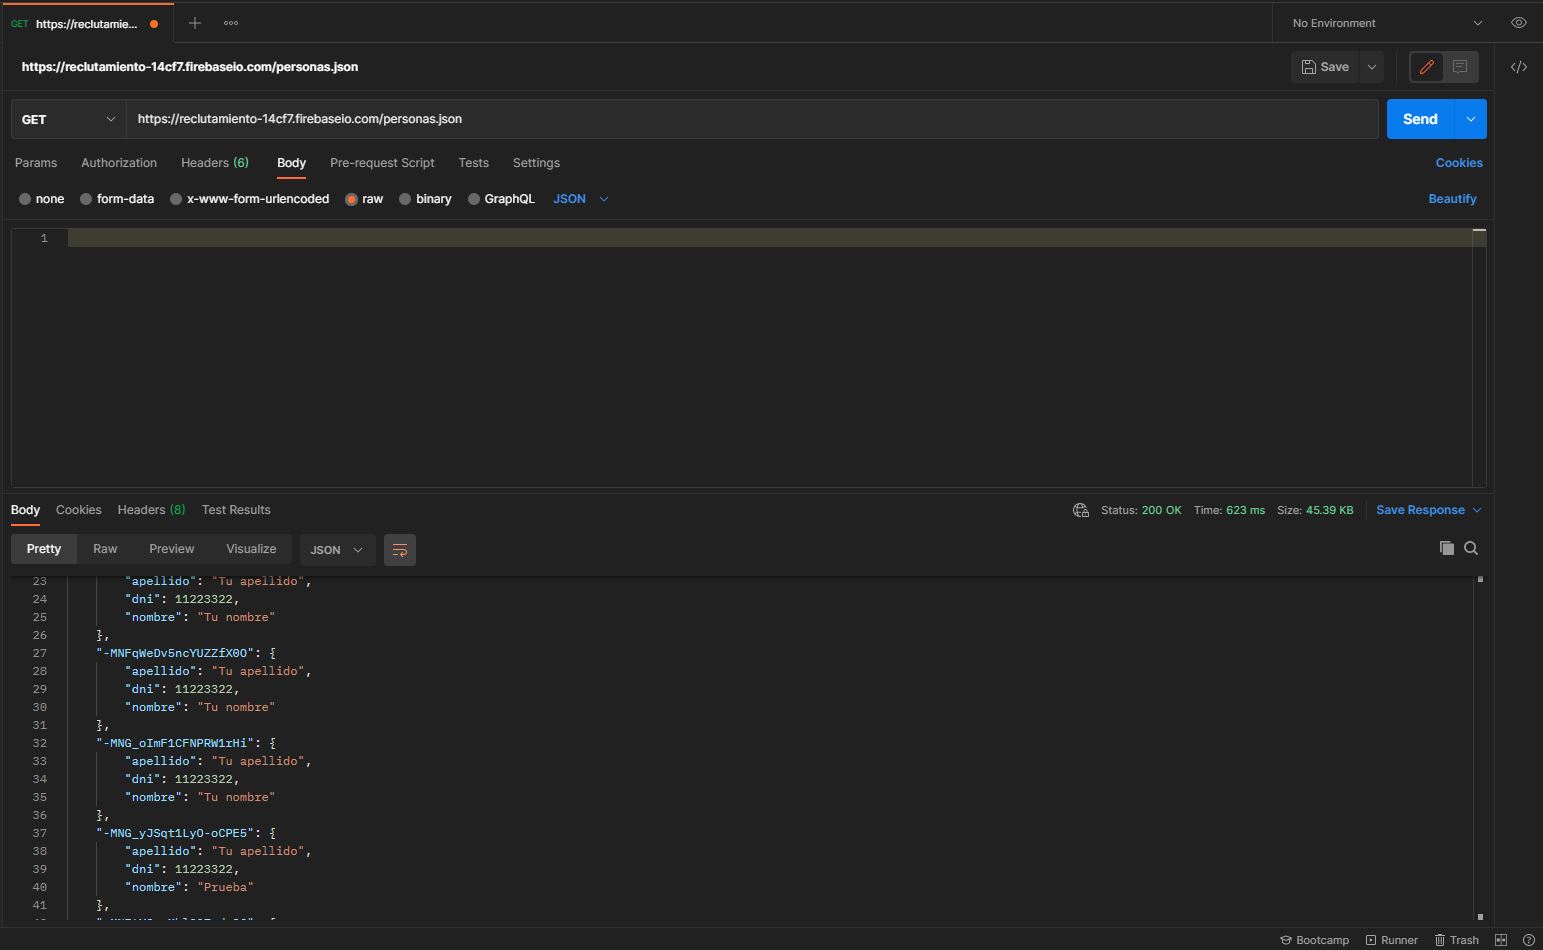 GET https://reclutamie...
No Environment
https://reclutamiento-14cf7.firebaseio.com/personas.json
Save
</>
GET https://reclutamiento-14cf7.firebaseio.com/personas.json Send
Params Authorization Headers (6) Body Pre-request Script Tests Settings Cookies
none form-data x-www-form-urlencoded raw binary GraphQL JSON Beautify
1
Body Cookies Headers (8) Test Results Status: 200 OK Time: 623 ms Size: 45.39 KB Save Response
Pretty Raw Preview Visualize JSON
23 "apellido": "Tu apellido",
24 "dni": 11223322,
25 "nombre": "Tu nombre"
26 },
27 "-MNFqWeDv5ncYUZZfX0O": {
28 "apellido": "Tu apellido",
29 "dni": 11223322,
30 "nombre": "Tu nombre"
31 },
32 "-MNG_oImF1CFNPRW1rHi": {
33 "apellido": "Tu apellido",
34 "dni": 11223322,
35 "nombre": "Tu nombre"
36 },
37 "-MNG_yJSqt1LyO-oCPE5": {
38 "apellido": "Tu apellido",
39 "dni": 11223322,
40 "nombre": "Prueba"
41 },
Bootcamp Runner Trash